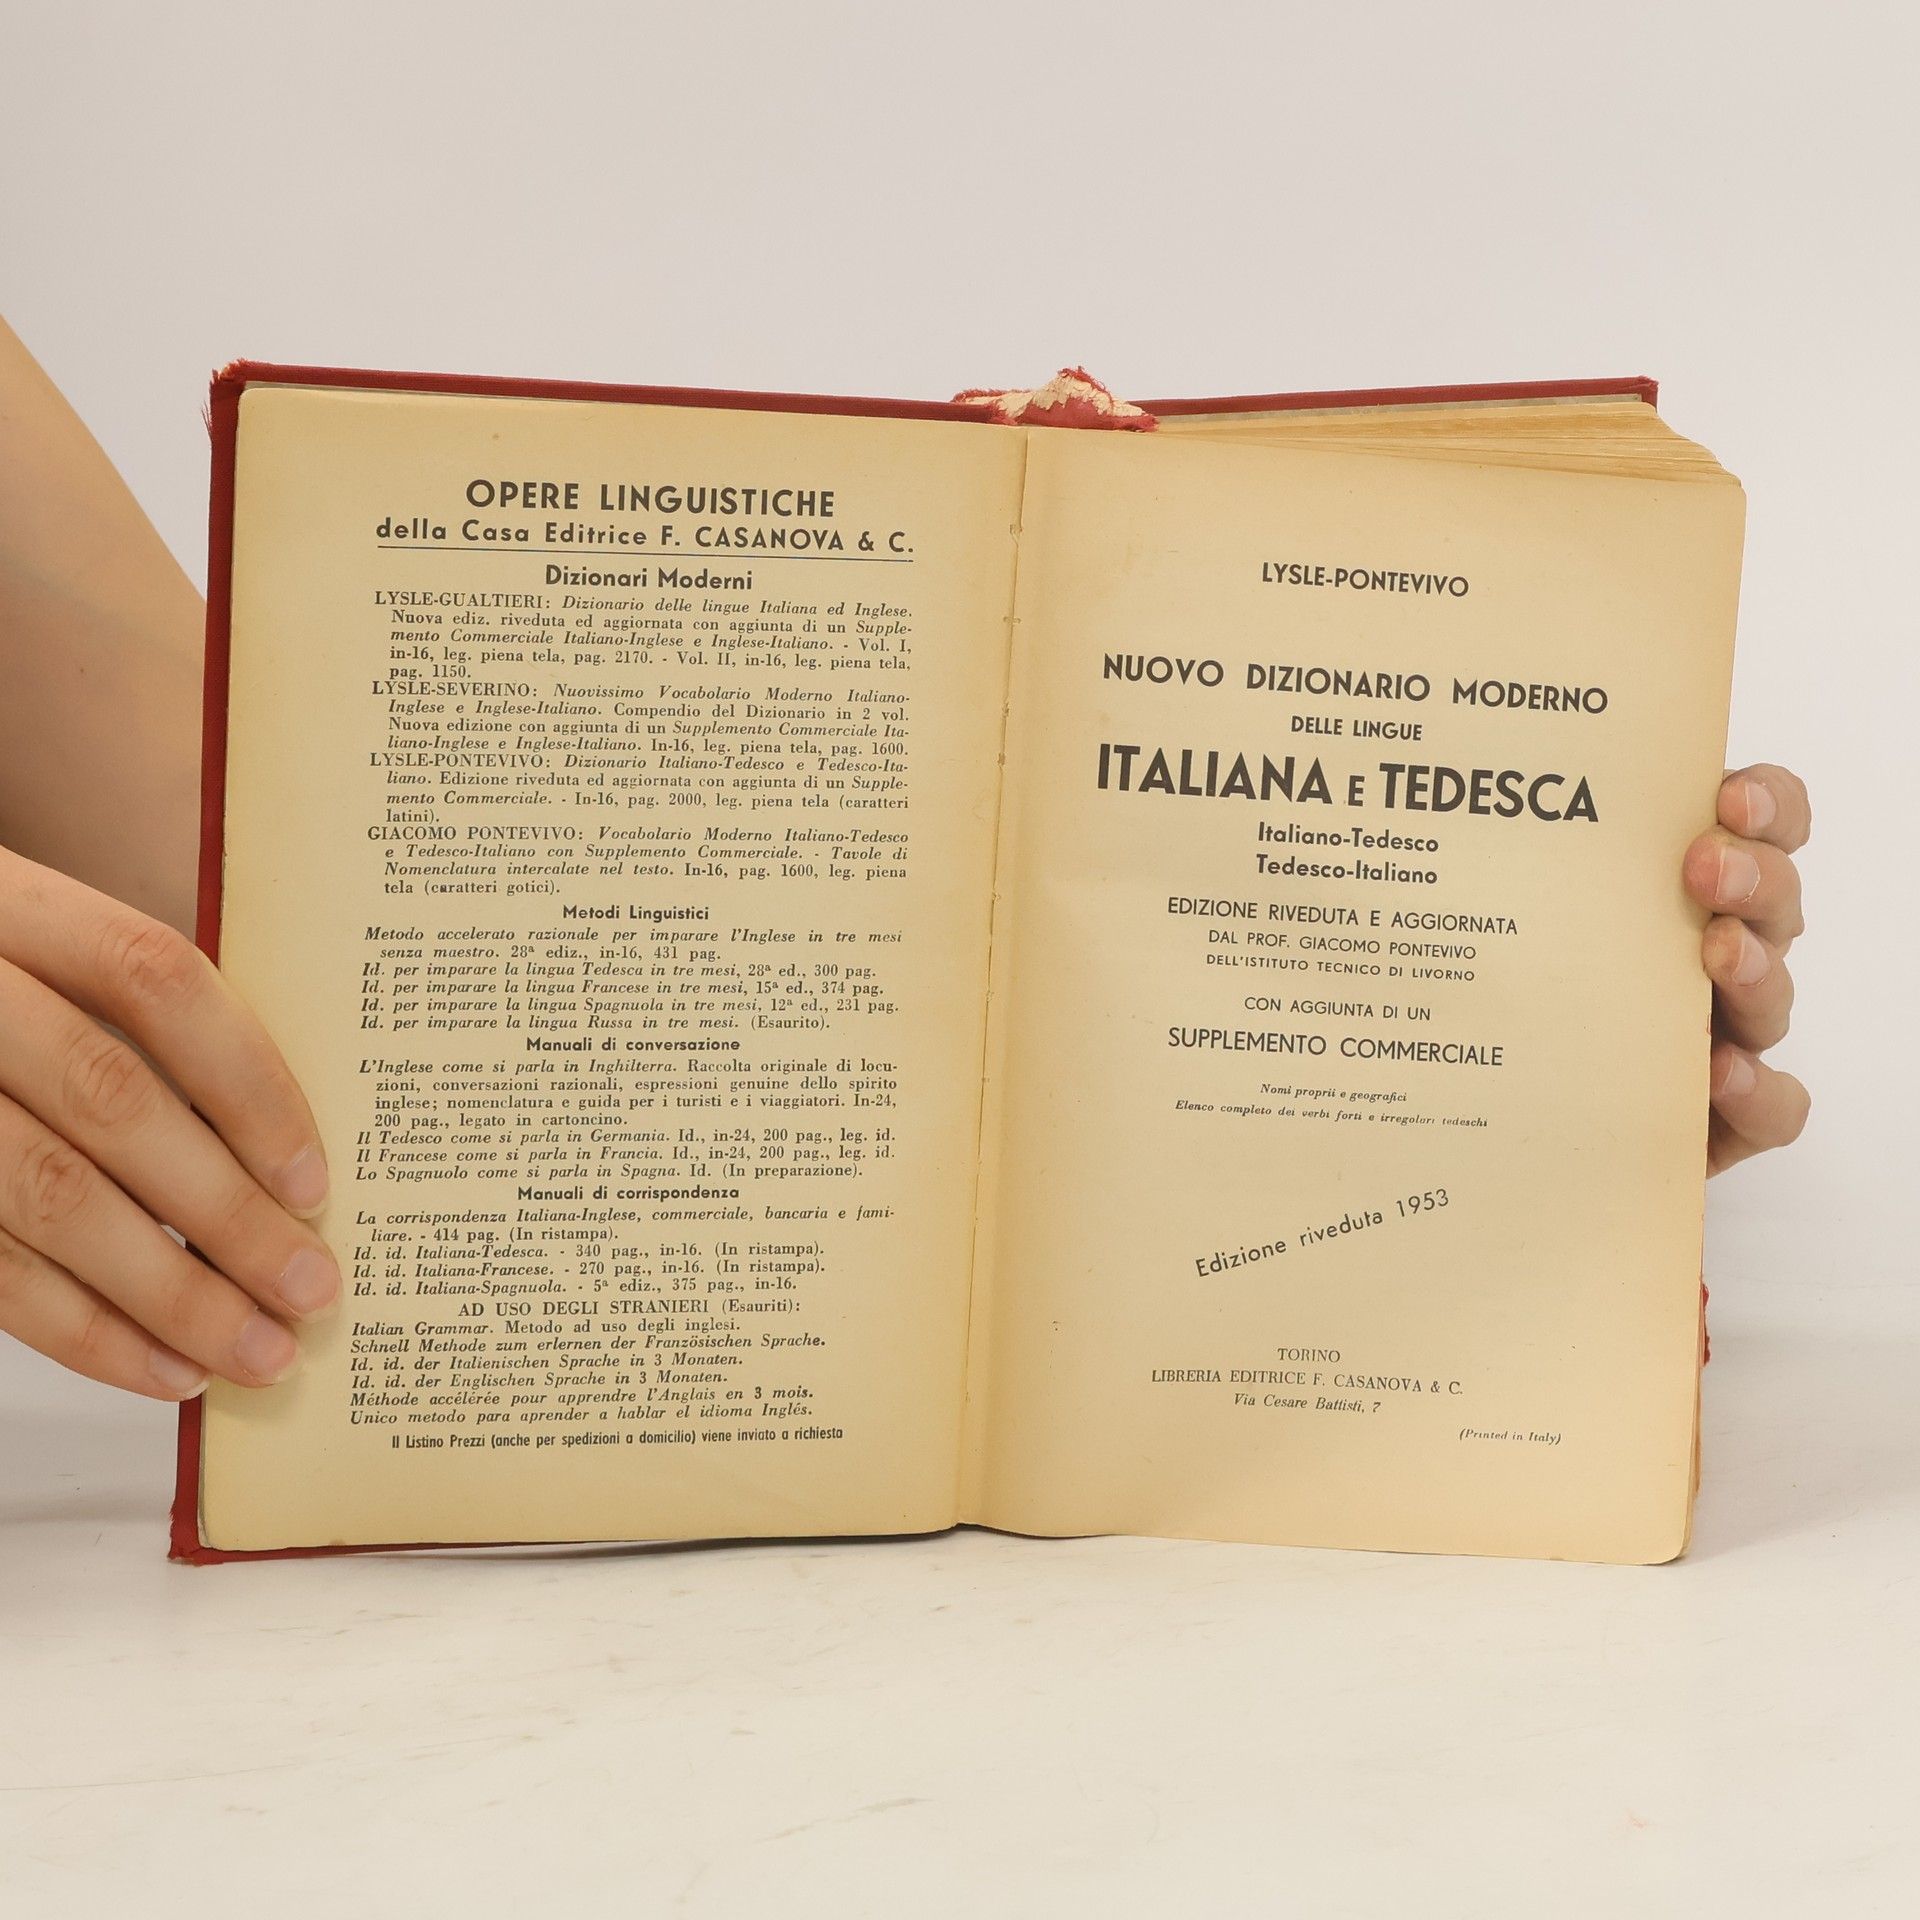 OPERE LINGUISTICHE
della Casa Editrice F. CASANOVA & C.
Dizionari Moderni
LYSLE-GUALTIERI: Dizionario delle lingue Italiana ed Inglese.
Nuova ediz. riveduta ed aggiornata con aggiunta di un Supple-
mento Commerciale Italiano-Inglese e Inglese-Italiano. - Vol. I,
in-16, leg. piena tela, pag. 2170. - Vol. II, in-16, leg. piena tela,
pag. 1150.
LYSLE-SEVERINO: Nuovissimo Vocabolario Moderno Italiano-
Inglese e Inglese-Italiano. Compendio del Dizionario in 2 vol.
Nuova edizione con aggiunta di un Supplemento Commerciale Ita-
liano-Inglese e Inglese-Italiano. In-16, leg. piena tela, pag. 1600.
LYSLE-PONTEVIVO: Dizionario Italiano-Tedesco e Tedesco-Ita-
liano. Edizione riveduta ed aggiornata con aggiunta di un Supple-
mento Commerciale. - In-16, pag. 2000, leg. piena tela (caratteri
latini).
GIACOMO PONTEVIVO: Vocabolario Moderno Italiano-Tedesco
e Tedesco-Italiano con Supplemento Commerciale. - Tavole di
Nomenclatura intercalate nel testo. In-16, pag. 1600, leg. piena
tela (caratteri gotici).
Metodi Linguistici
Metodo accelerato razionale per imparare l'Inglese in tre mesi
senza maestro. 28ª ediz., in-16, 431 pag.
Id. per imparare la lingua Tedesca in tre mesi, 28ª ed., 300 pag.
Id. per imparare la lingua Francese in tre mesi, 15ª ed., 374 pag.
Id. per imparare la lingua Spagnuola in tre mesi, 12ª ed., 231 pag.
Id. per imparare la lingua Russa in tre mesi. (Esaurito).
Manuali di conversazione
L'Inglese come si parla in Inghilterra. Raccolta originale di locu-
zioni, conversazioni razionali, espressioni genuine dello spirito
inglese; nomenclatura e guida per i turisti e i viaggiatori. In-24,
200 pag., legato in cartoncino.
Il Tedesco come si parla in Germania. Id., in-24, 200 pag., leg. id.
Il Francese come si parla in Francia. Id., in-24, 200 pag., leg. id.
Lo Spagnuolo come si parla in Spagna. Id. (In preparazione).
Manuali di corrispondenza
La corrispondenza Italiana-Inglese, commerciale, bancaria e fami-
liare. - 414 pag. (In ristampa).
Id. id. Italiana-Tedesca. - 340 pag., in-16. (In ristampa).
Id. id. Italiana-Francese. - 270 pag., in-16. (In ristampa).
Id. id. Italiana-Spagnuola. - 5ª ediz., 375 pag., in-16.
AD USO DEGLI STRANIERI (Esauriti):
Italian Grammar. Metodo ad uso degli inglesi.
Schnell Methode zum erlernen der Französischen Sprache.
Id. id. der Italienischen Sprache in 3 Monaten.
Id. id. der Englischen Sprache in 3 Monaten.
Méthode accélérée pour apprendre l'Anglais en 3 mois.
Unico metodo para aprender a hablar el idioma Inglés.
Il Listino Prezzi (anche per spedizioni a domicilio) viene inviato a richiesta
LYSLE-PONTEVIVO
NUOVO DIZIONARIO MODERNO
DELLE LINGUE
ITALIANA E TEDESCA
Italiano-Tedesco
Tedesco-Italiano
EDIZIONE RIVEDUTA E AGGIORNATA
DAL PROF. GIACOMO PONTEVIVO
DELL'ISTITUTO TECNICO DI LIVORNO
CON AGGIUNTA DI UN
SUPPLEMENTO COMMERCIALE
Nomi proprii e geografici
Elenco completo dei verbi forti e irregolari tedeschi
Edizione riveduta 1953
TORINO
LIBRERIA EDITRICE F. CASANOVA & C.
Via Cesare Battisti, 7
(Printed in Italy)